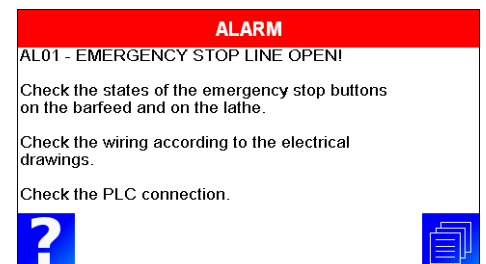 ALARM
AL01 - EMERGENCY STOP LINE OPEN!
Check the states of the emergency stop buttons
on the barfeed and on the lathe.
Check the wiring according to the electrical
drawings.
Check the PLC connection.
?